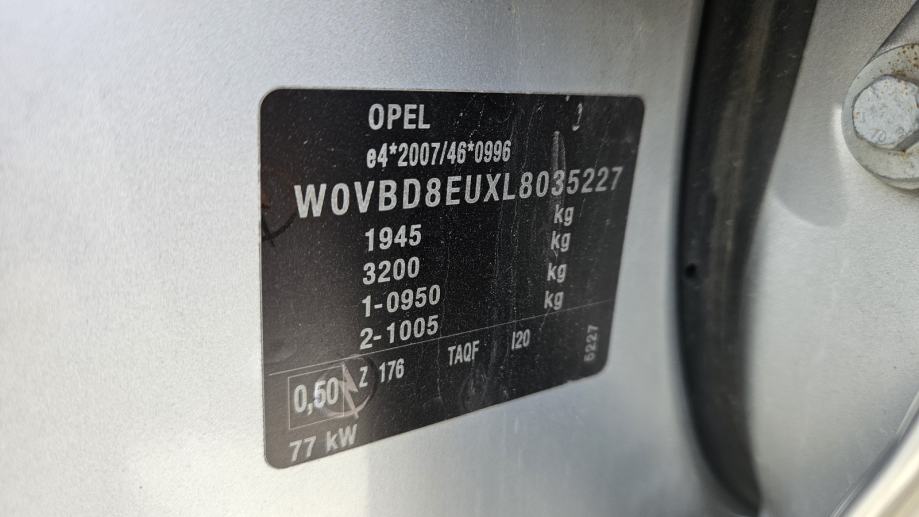 OPEL
e4*2007/46*0996
W0VBD8EUXL8035227
1945 kg
3200 kg
1-0950 kg
2-1005 kg
0,50 Z 176 TAQF I20 5227
77 kW